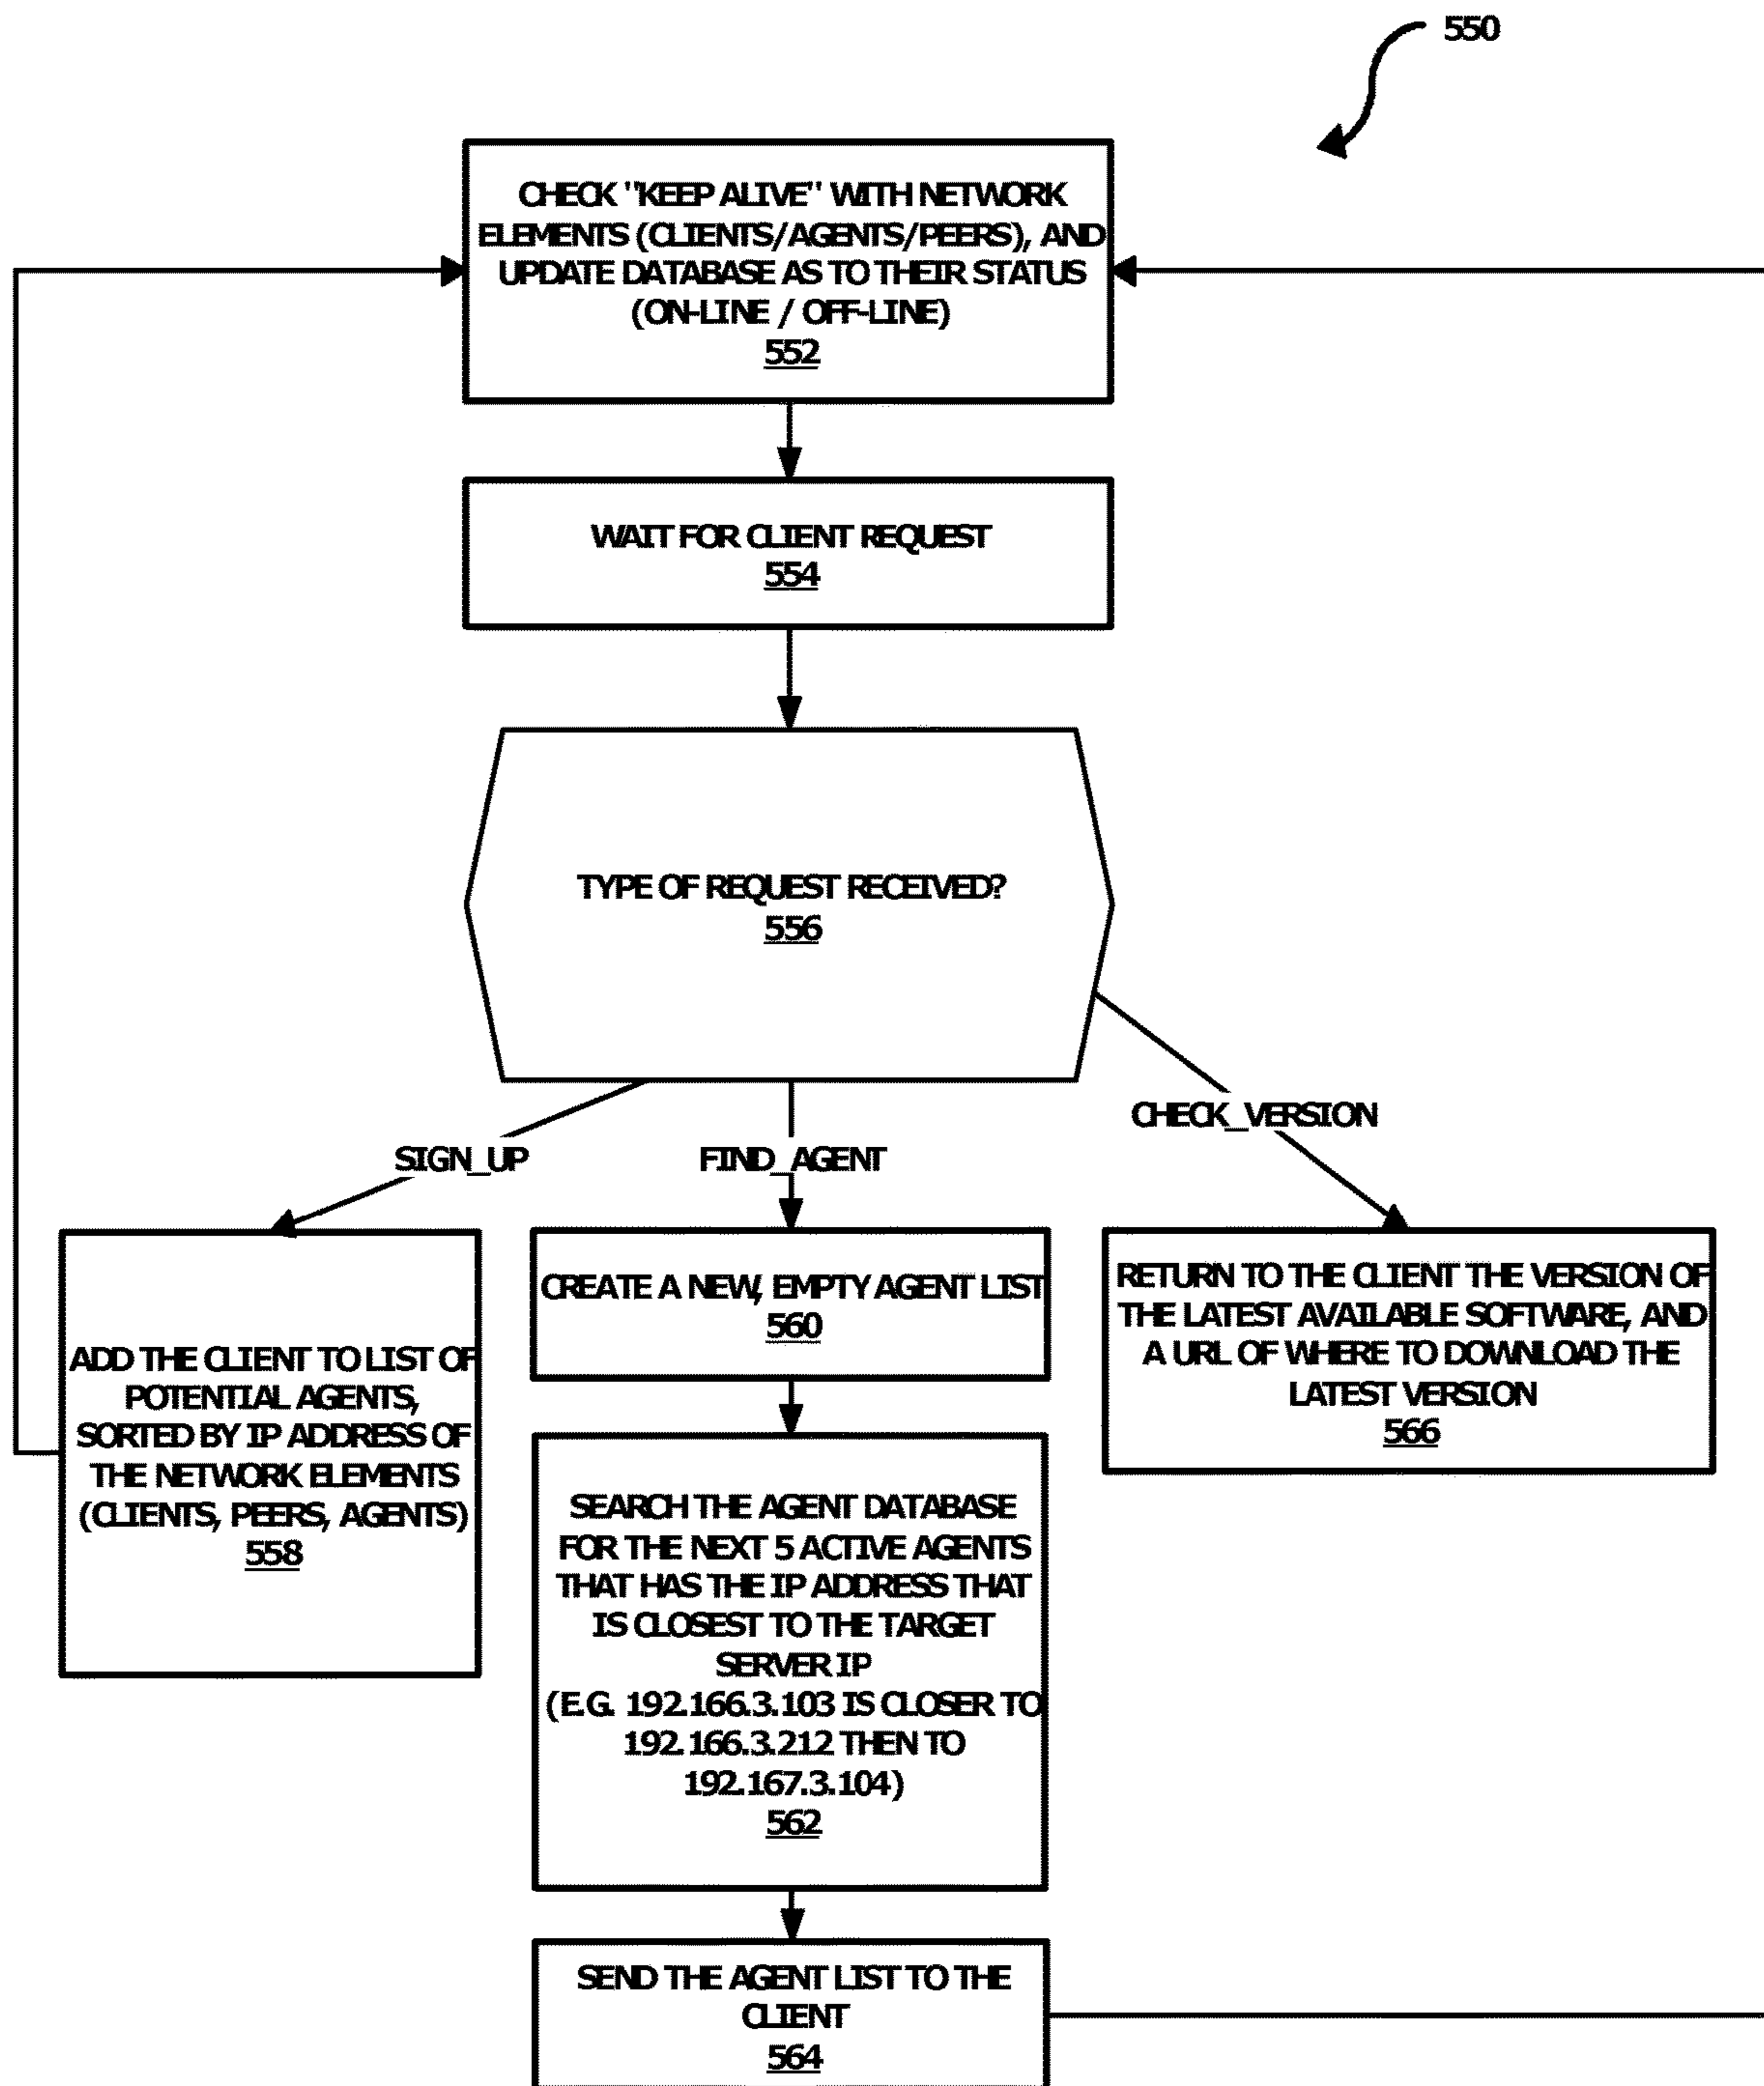 550
CHECK "KEEP ALIVE" WITH NETWORK
ELEMENTS (CLIENTS/AGENTS/PEERS), AND
UPDATE DATABASE AS TO THEIR STATUS
(ON-LINE / OFF-LINE)
552
WAIT FOR CLIENT REQUEST
554
TYPE OF REQUEST RECEIVED?
556
SIGN_UP
FIND_AGENT
CHECK_VERSION
ADD THE CLIENT TO LIST OF
POTENTIAL AGENTS,
SORTED BY IP ADDRESS OF
THE NETWORK ELEMENTS
(CLIENTS, PEERS, AGENTS)
558
CREATE A NEW, EMPTY AGENT LIST
560
SEARCH THE AGENT DATABASE
FOR THE NEXT 5 ACTIVE AGENTS
THAT HAS THE IP ADDRESS THAT
IS CLOSEST TO THE TARGET
SERVER IP
(E.G. 192.166.3.103 IS CLOSER TO
192.166.3.212 THEN TO
192.167.3.104)
562
SEND THE AGENT LIST TO THE
CLIENT
564
RETURN TO THE CLIENT THE VERSION OF
THE LATEST AVAILABLE SOFTWARE, AND
A URL OF WHERE TO DOWNLOAD THE
LATEST VERSION
566